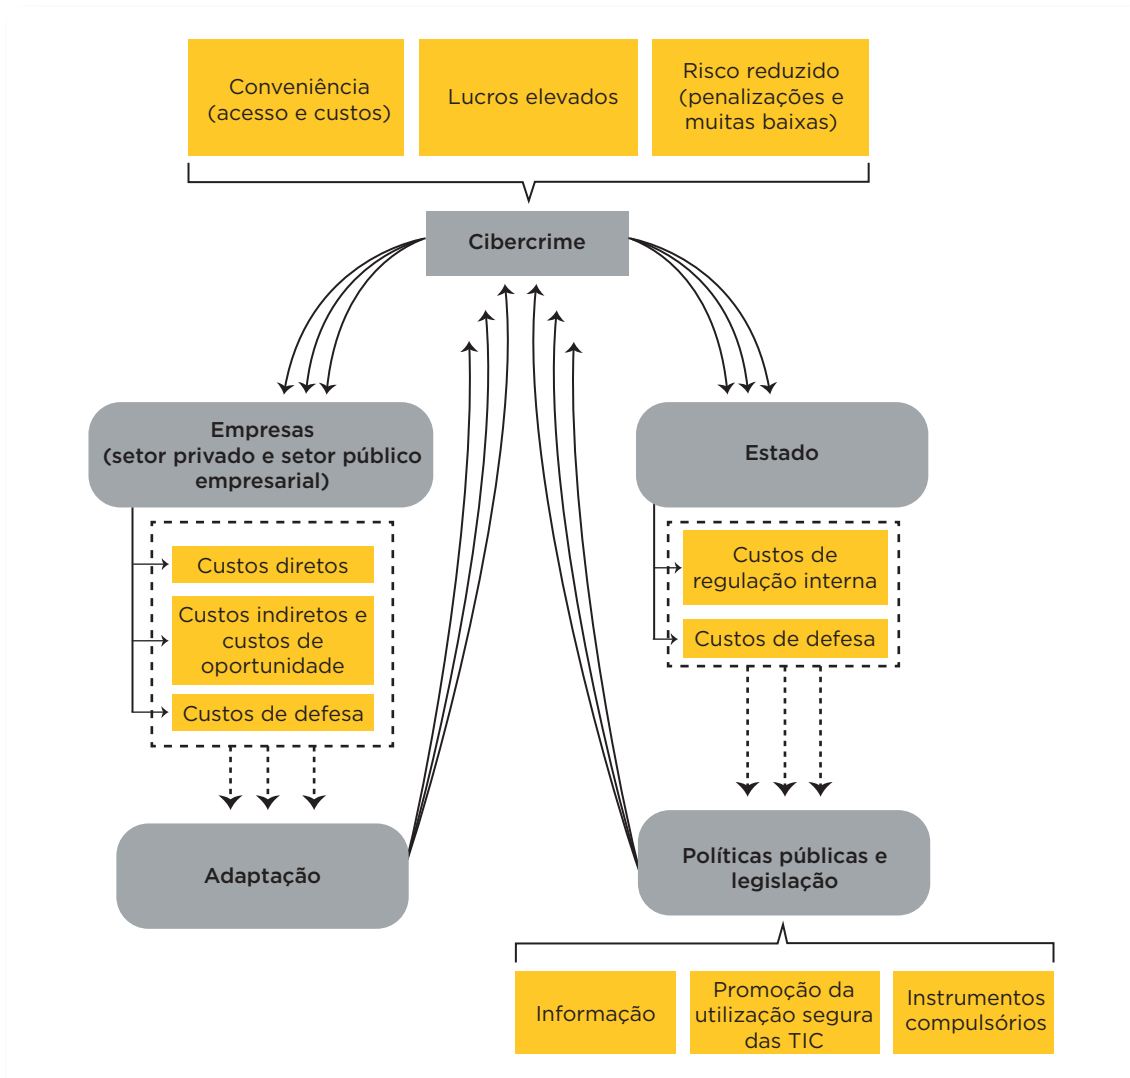 Conveniência
(acesso e custos)
Lucros elevados
Risco reduzido
(penalizações e
muitas baixas)
Cibercrime
Empresas
(setor privado e setor público
empresarial)
Estado
Custos diretos
Custos indiretos e
custos de
oportunidade
Custos de defesa
Custos de
regulação interna
Custos de defesa
Adaptação
Políticas públicas e
legislação
Informação
Promoção da
utilização segura
das TIC
Instrumentos
compulsórios